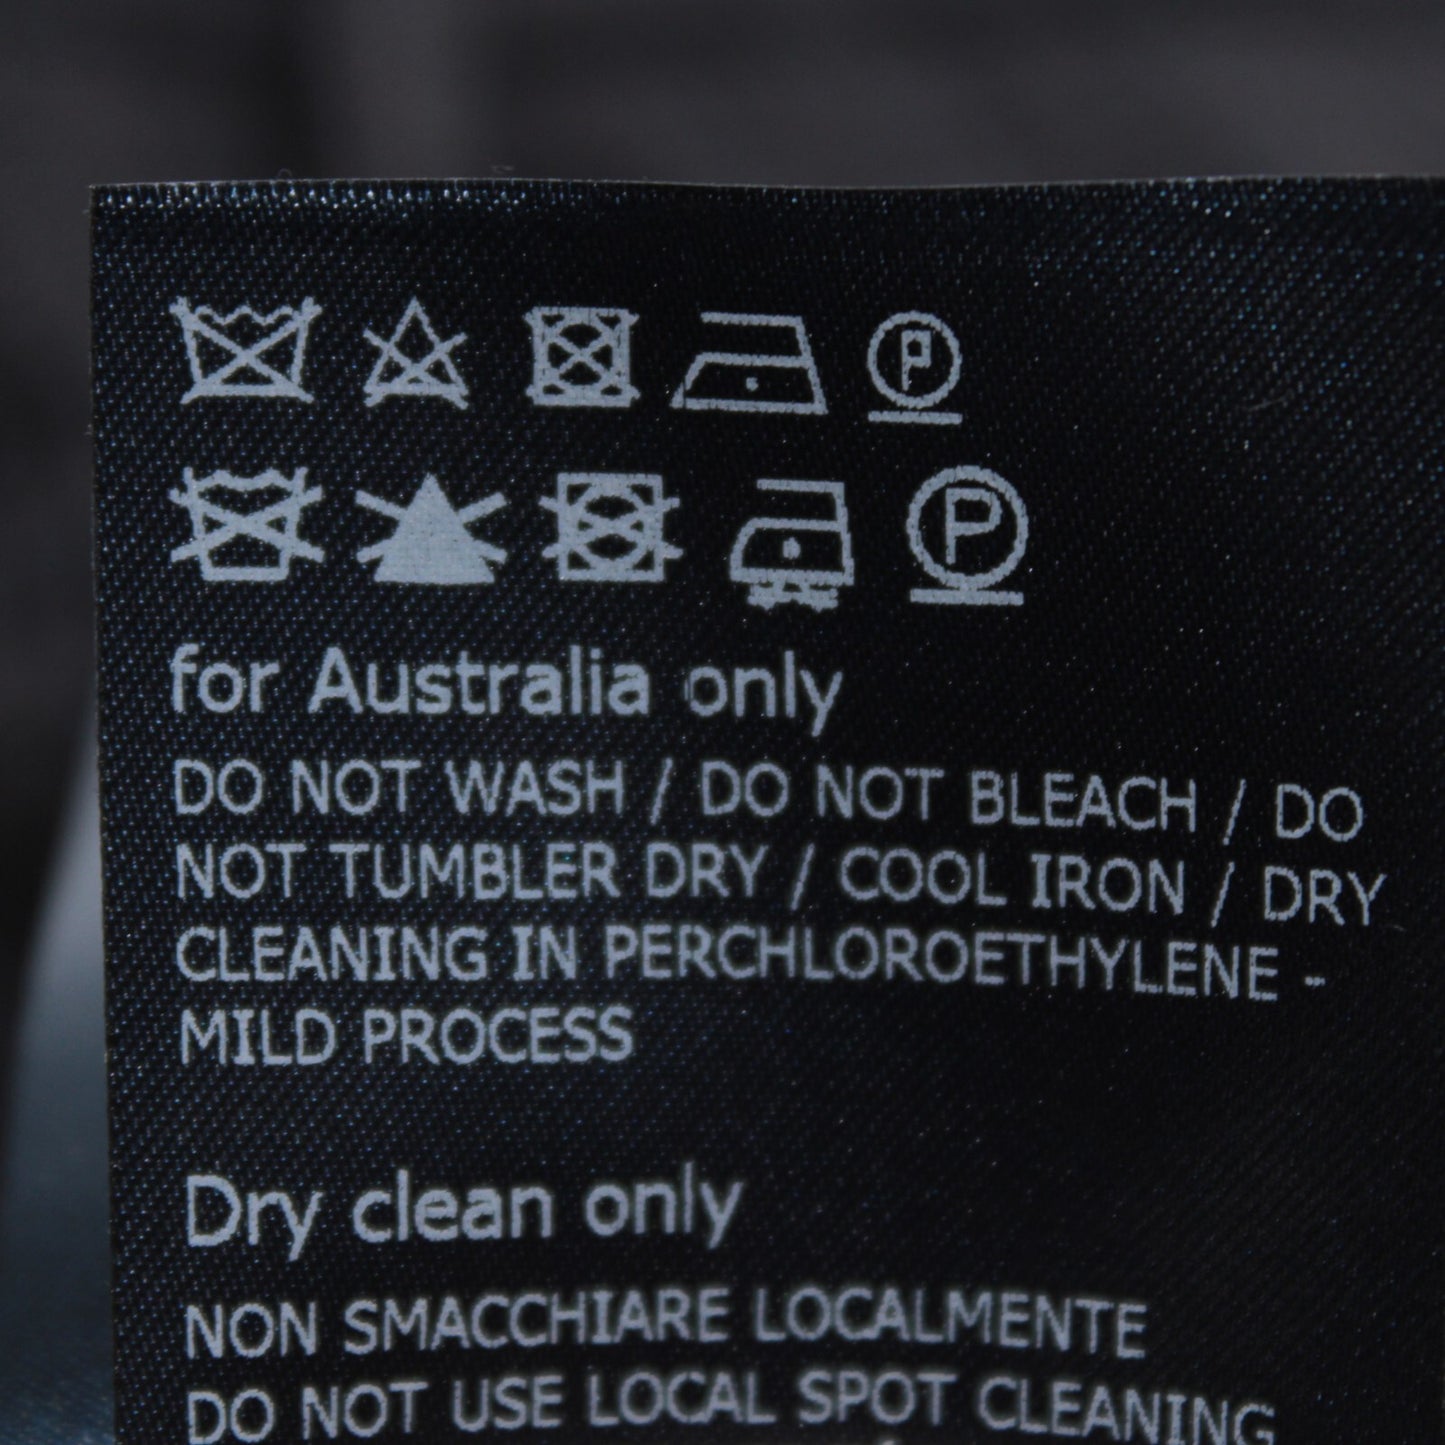 P
P
for Australia only
DO NOT WASH / DO NOT BLEACH / DO
NOT TUMBLER DRY / COOL IRON / DRY
CLEANING IN PERCHLOROETHYLENE -
MILD PROCESS
Dry clean only
NON SMACCHIARE LOCALMENTE
DO NOT USE LOCAL SPOT CLEANING